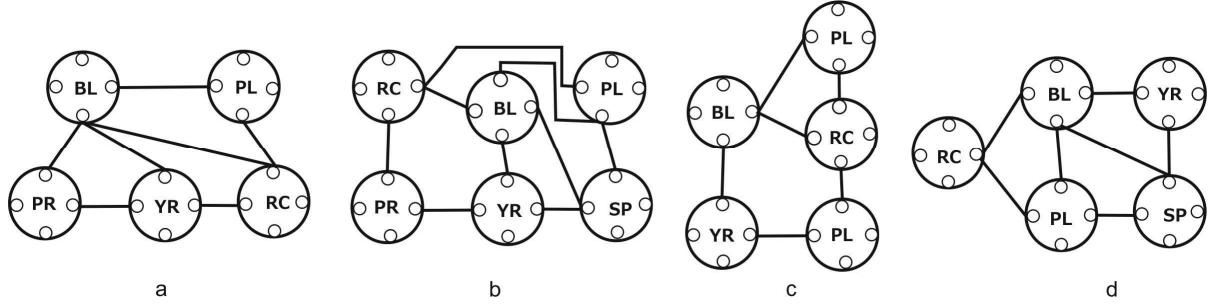 BL PL
PR YR RC
a
RC BL PL
PR YR SP
b
PL
BL RC
YR PL
c
BL YR
RC
PL SP
d